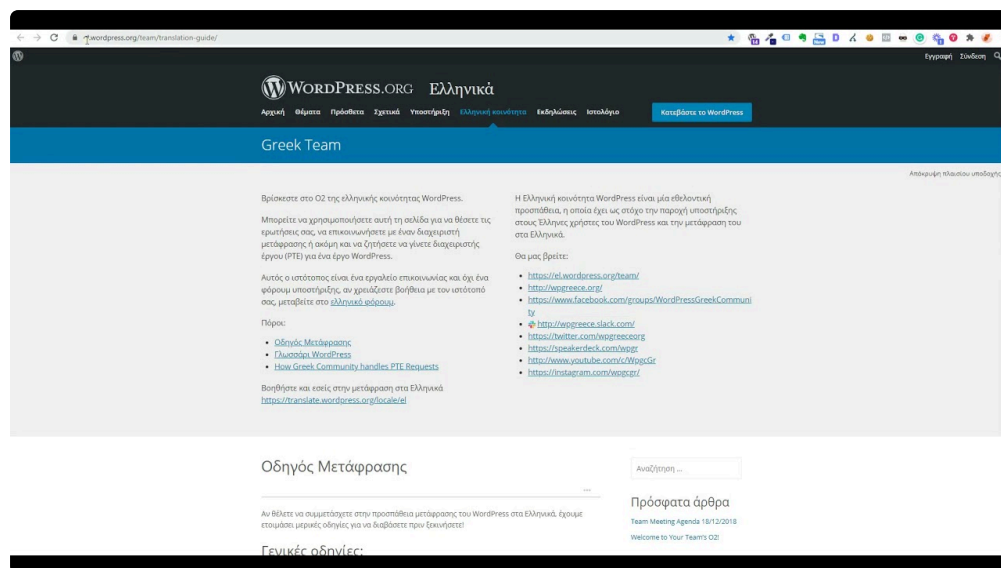 wordpress.org/team/translation-guide/
Εγγραφή Σύνδεση
WORDPRESS.ORG Ελληνικά
Αρχική Θέματα Πρόσθετα Σχετικά Υποστήριξη Ελληνική κοινότητα Εκδηλώσεις Ιστολόγιο Κατεβάστε το WordPress
Greek Team
Απόκρυψη πλαισίου υποδοχής
Βρίσκεστε στο O2 της ελληνικής κοινότητας WordPress.
Μπορείτε να χρησιμοποιήσετε αυτή τη σελίδα για να θέσετε τις
ερωτήσεις σας, να επικοινωνήσετε με έναν διαχειριστή
μετάφρασης ή ακόμη και να ζητήσετε να γίνετε διαχειριστής
έργου (PTE) για ένα έργο WordPress.
Αυτός ο ιστότοπος είναι ένα εργαλείο επικοινωνίας και όχι ένα
φόρουμ υποστήριξης, αν χρειάζεστε βοήθεια με τον ιστότοπό
σας, μεταβείτε στο ελληνικό φόρουμ.
Πόροι:
Οδηγός Μετάφρασης
Γλωσσάρι WordPress
How Greek Community handles PTE Requests
Βοηθήστε και εσείς στην μετάφραση στα Ελληνικά
https://translate.wordpress.org/locale/el
Η Ελληνική κοινότητα WordPress είναι μία εθελοντική
προσπάθεια, η οποία έχει ως στόχο την παροχή υποστήριξης
στους Έλληνες χρήστες του WordPress και την μετάφραση του
στα Ελληνικά.
Θα μας βρείτε:
https://el.wordpress.org/team/
http://wpgreece.org/
https://www.facebook.com/groups/WordPressGreekCommuni
ty
http://wpgreece.slack.com/
https://twitter.com/wpgreeceorg
https://speakerdeck.com/wpgr
http://www.youtube.com/c/WpgcGr
https://instagram.com/wpgcgr/
Οδηγός Μετάφρασης
Αν θέλετε να συμμετάσχετε στην προσπάθεια μετάφρασης του WordPress στα Ελληνικά, έχουμε
ετοιμάσει μερικές οδηγίες για να διαβάσετε πριν ξεκινήσετε!
Γενικές οδηγίες:
Αναζήτηση ...
Πρόσφατα άρθρα
Team Meeting Agenda 18/12/2018
Welcome to Your Team's O2!